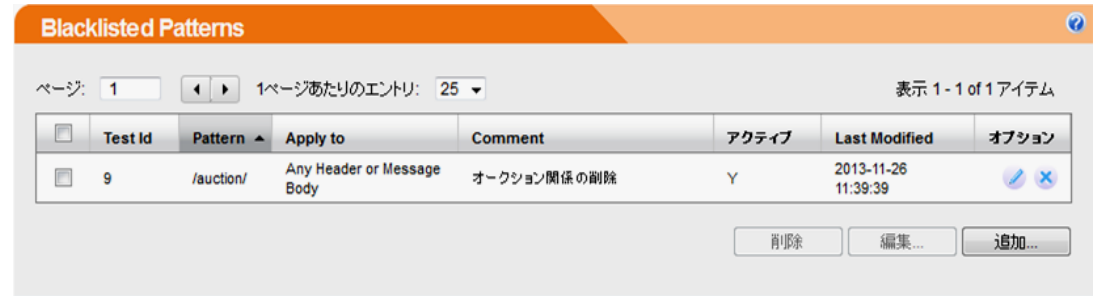 Blacklisted Patterns
ページ: 1 1ページあたりのエントリ: 25 表示 1 - 1 of 1 アイテム
Test Id Pattern Apply to Comment アクティブ Last Modified オプション
9 /auction/ Any Header or Message Body オークション関係の削除 Y 2013-11-26 11:39:39
削除 編集... 追加...